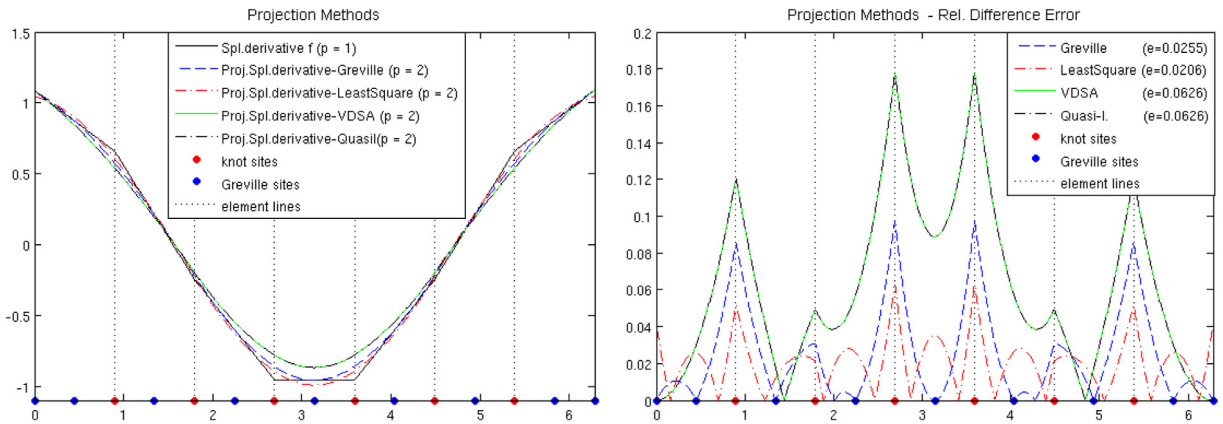 Projection Methods
1.5
1
0.5
0
-0.5
-1
0 1 2 3 4 5 6
Spl.derivative f (p = 1)
Proj.Spl.derivative-Greville (p = 2)
Proj.Spl.derivative-LeastSquare (p = 2)
Proj.Spl.derivative-VDSA (p = 2)
Proj.Spl.derivative-Quasil(p = 2)
knot sites
Greville sites
element lines
Projection Methods - Rel. Difference Error
0.2
0.18
0.16
0.14
0.12
0.1
0.08
0.06
0.04
0.02
0
0 1 2 3 4 5 6
Greville (e=0.0255)
LeastSquare (e=0.0206)
VDSA (e=0.0626)
Quasi-I. (e=0.0626)
knot sites
Greville sites
element lines